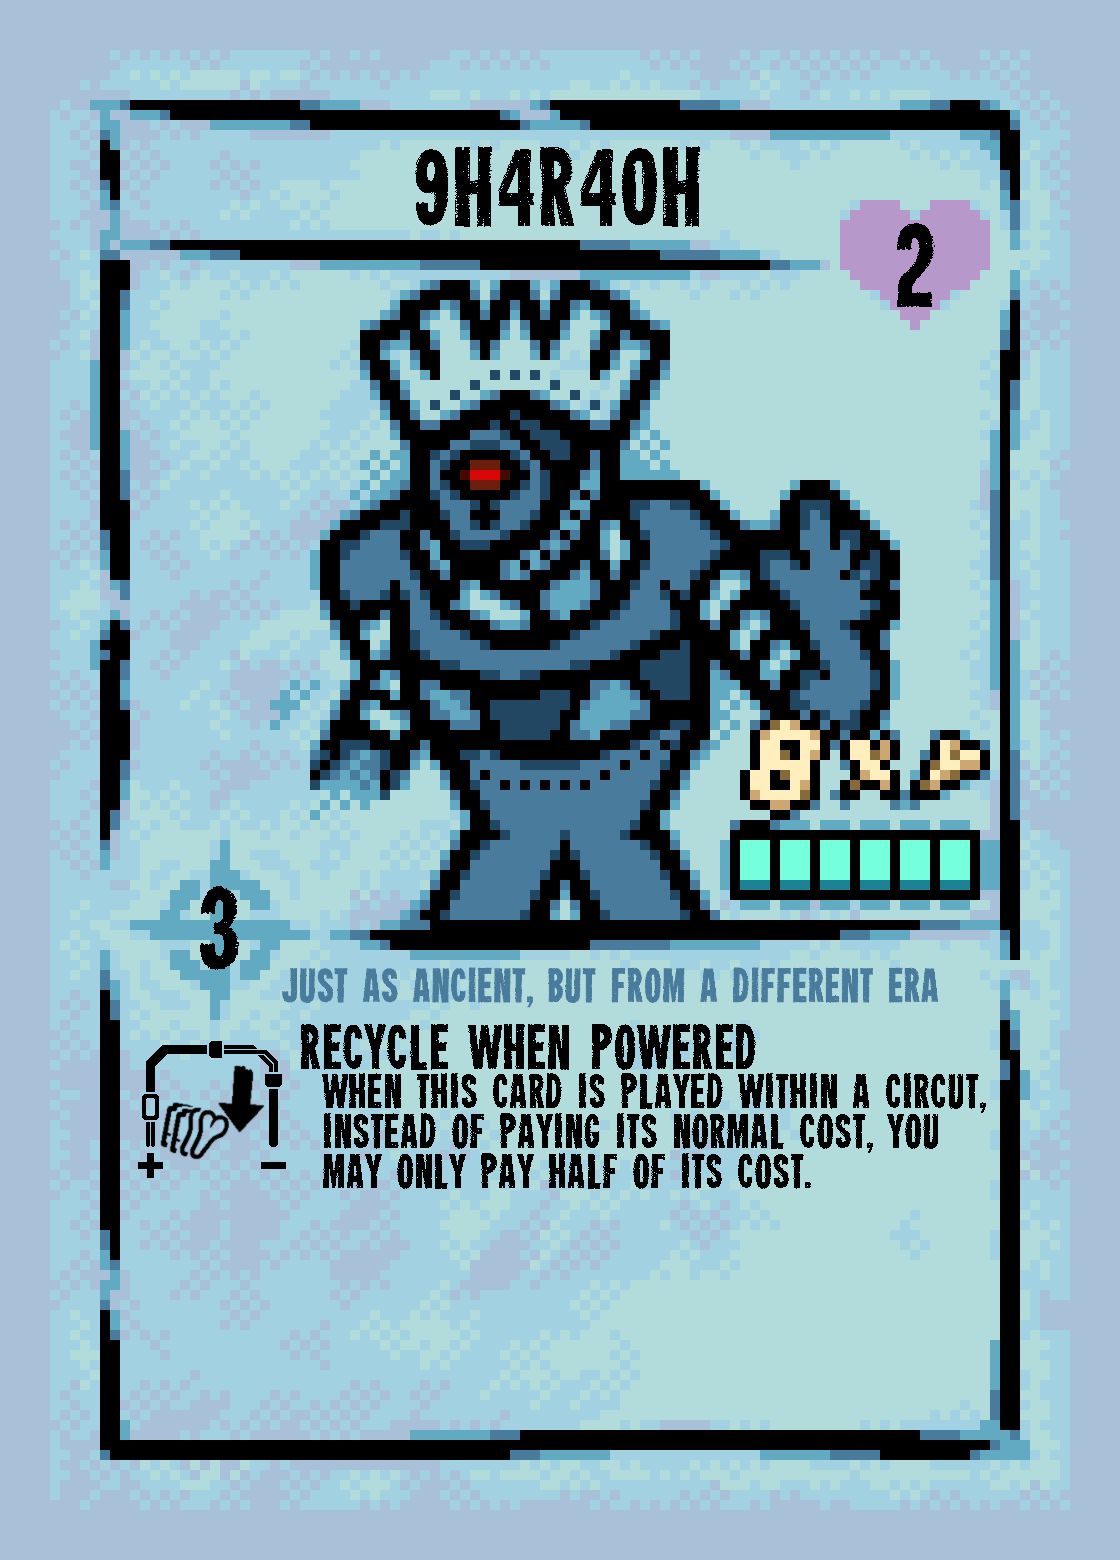 9H4R40H
2
8 x
3
JUST AS ANCIENT, BUT FROM A DIFFERENT ERA
RECYCLE WHEN POWERED
WHEN THIS CARD IS PLAYED WITHIN A CIRCUT,
INSTEAD OF PAYING ITS NORMAL COST, YOU
MAY ONLY PAY HALF OF ITS COST.
+ −